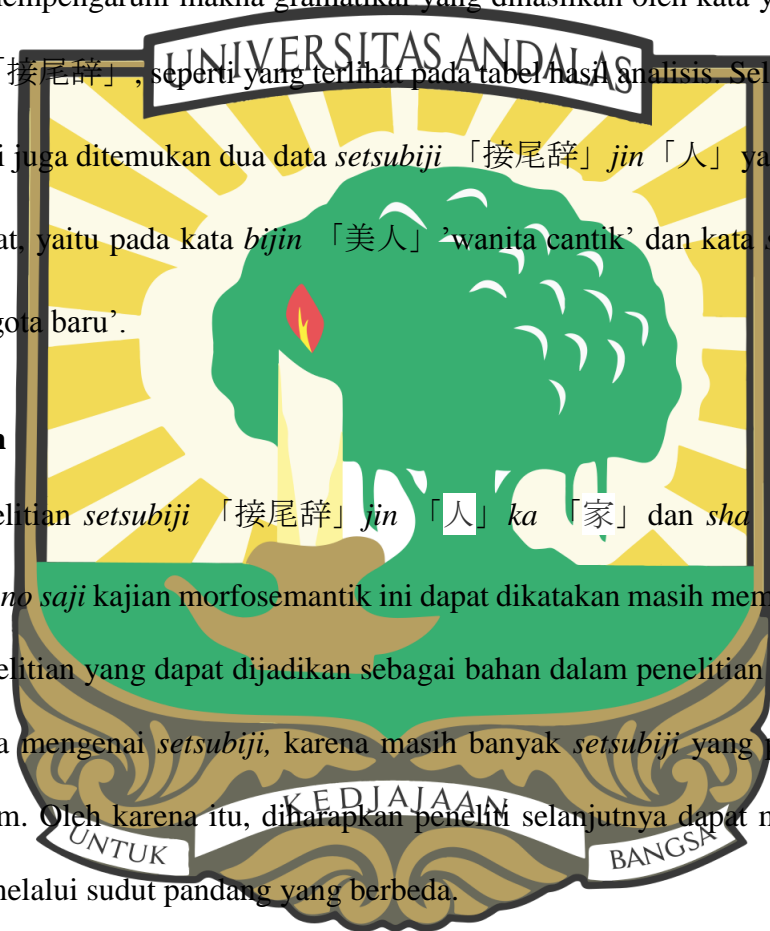 mempengaruhi makna gramatikal yang dihasilkan oleh kata y
UNIVERSITAS ANDALAS
「接尾辞」, seperti yang terlihat pada tabel hasil analisis. Sel
i juga ditemukan dua data setsubiji 「接尾辞」 jin「人」 ya
at, yaitu pada kata bijin 「美人」 'wanita cantik' dan kata s
gota baru'.
n
elitian setsubiji 「接尾辞」 jin 「人」 ka 「家」 dan sha
no saji kajian morfosemantik ini dapat dikatakan masih mem
elitian yang dapat dijadikan sebagai bahan dalam penelitian
a mengenai setsubiji, karena masih banyak setsubiji yang p
am. Oleh karena itu, diharapkan peneliti selanjutnya dapat m
melalui sudut pandang yang berbeda.
UNTUK KEDJAJAAN BANGSA